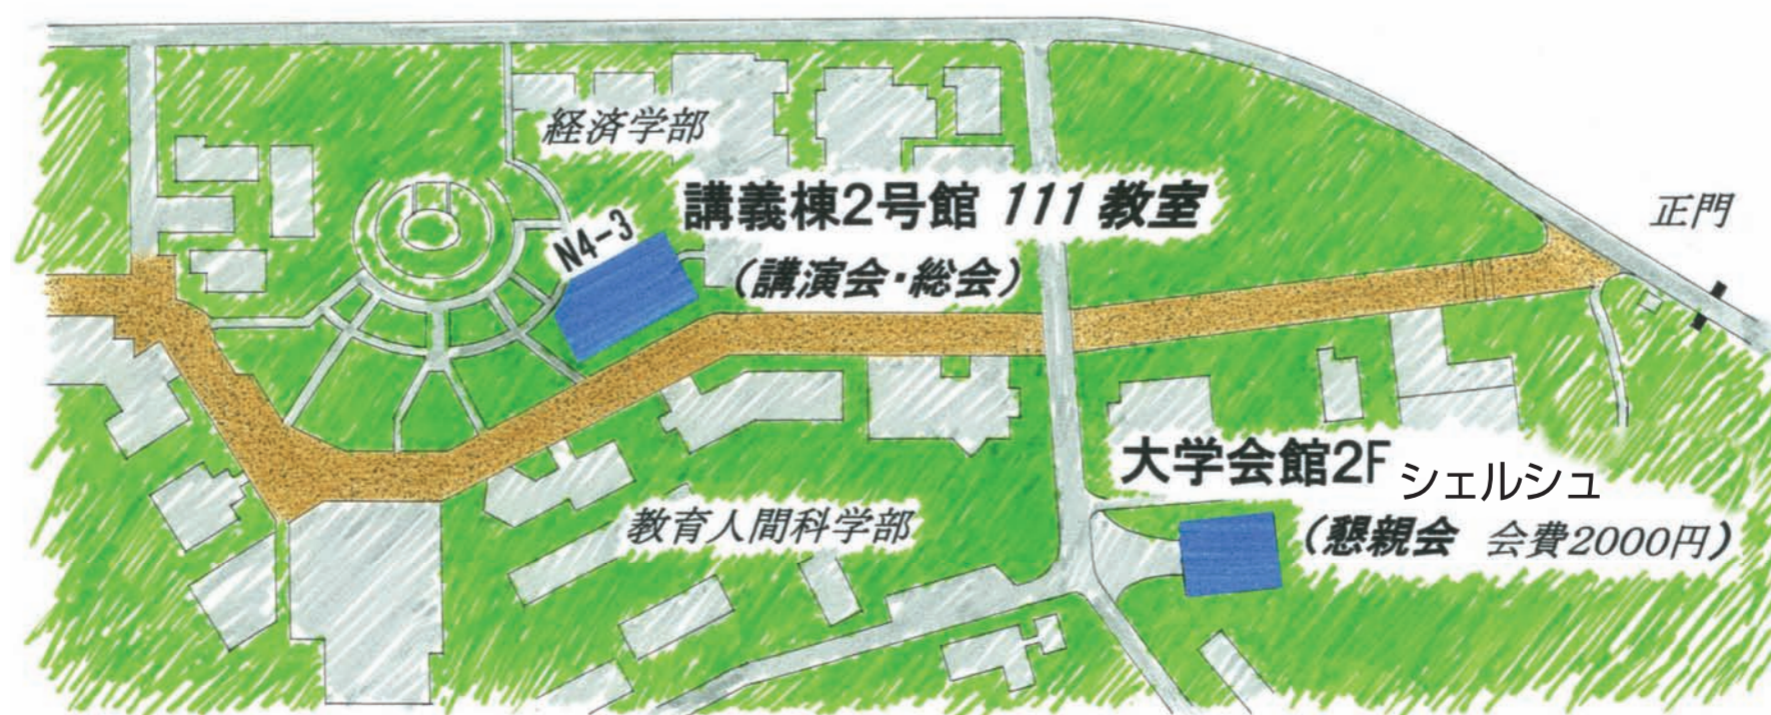 経済学部
講義棟2号館 111 教室
正門
N4-3
(講演会・総会)
大学会館2F シェルシュ
教育人間科学部
(懇親会 会費2000円)